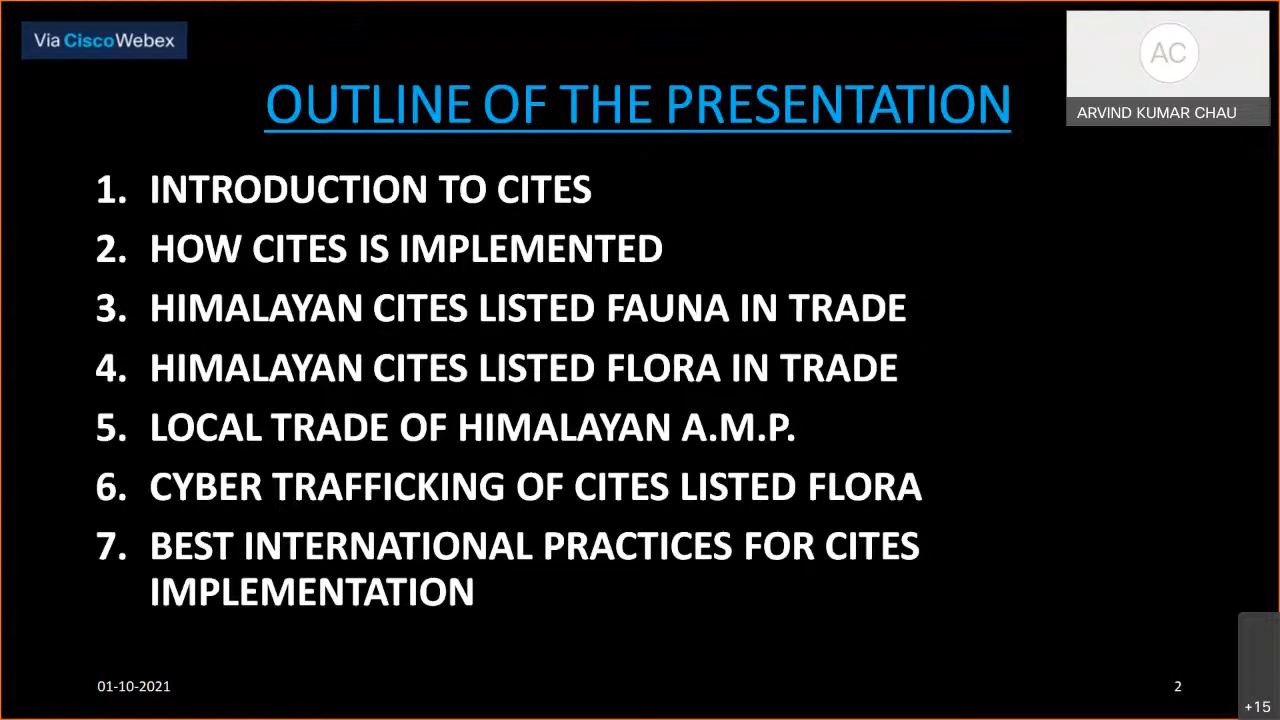 Via CiscoWebex
AC
ARVIND KUMAR CHAU
OUTLINE OF THE PRESENTATION
1. INTRODUCTION TO CITES
2. HOW CITES IS IMPLEMENTED
3. HIMALAYAN CITES LISTED FAUNA IN TRADE
4. HIMALAYAN CITES LISTED FLORA IN TRADE
5. LOCAL TRADE OF HIMALAYAN A.M.P.
6. CYBER TRAFFICKING OF CITES LISTED FLORA
7. BEST INTERNATIONAL PRACTICES FOR CITES
IMPLEMENTATION
01-10-2021
2
+15